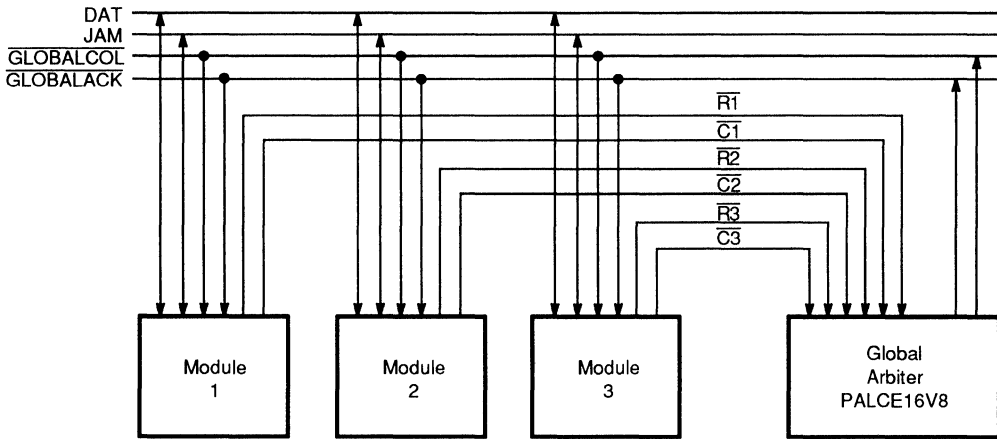 DAT
JAM
GLOBALCOL
GLOBALACK
R1
C1
R2
C2
R3
C3
Module
1
Module
2
Module
3
Global
Arbiter
PALCE16V8